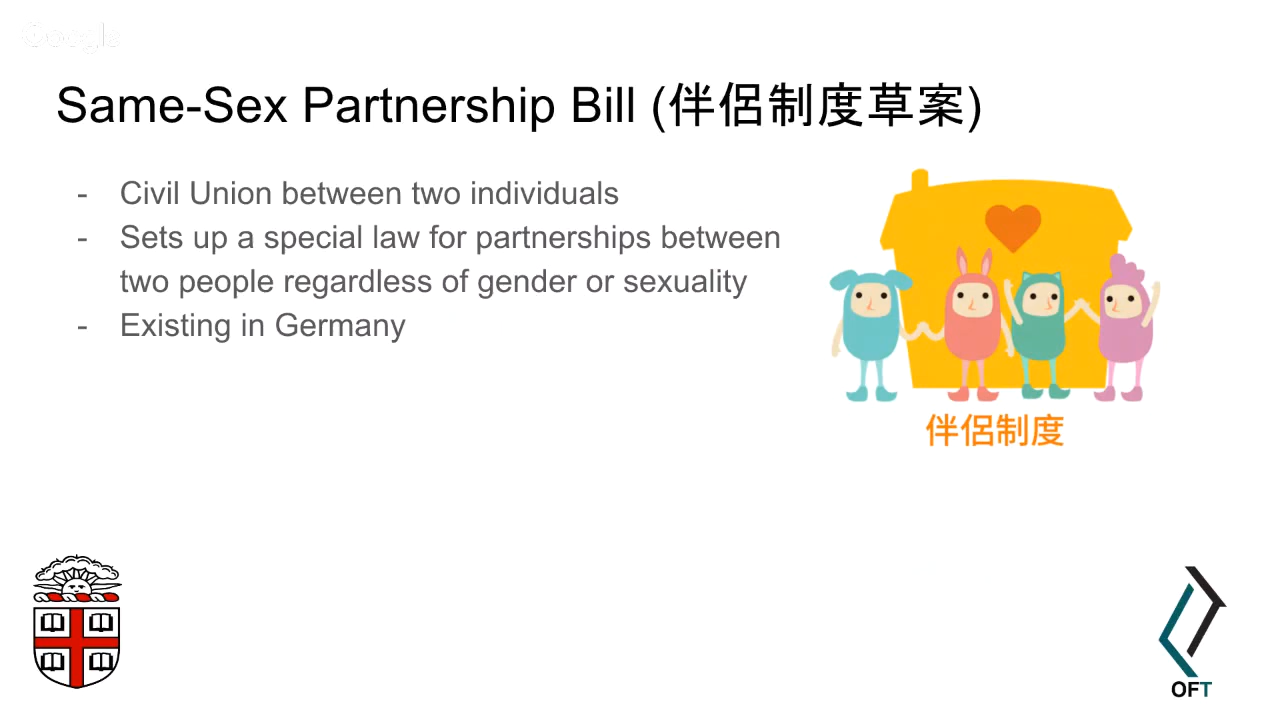 Google
Same-Sex Partnership Bill (伴侶制度草案)
- Civil Union between two individuals
- Sets up a special law for partnerships between
two people regardless of gender or sexuality
- Existing in Germany
伴侶制度
OFT